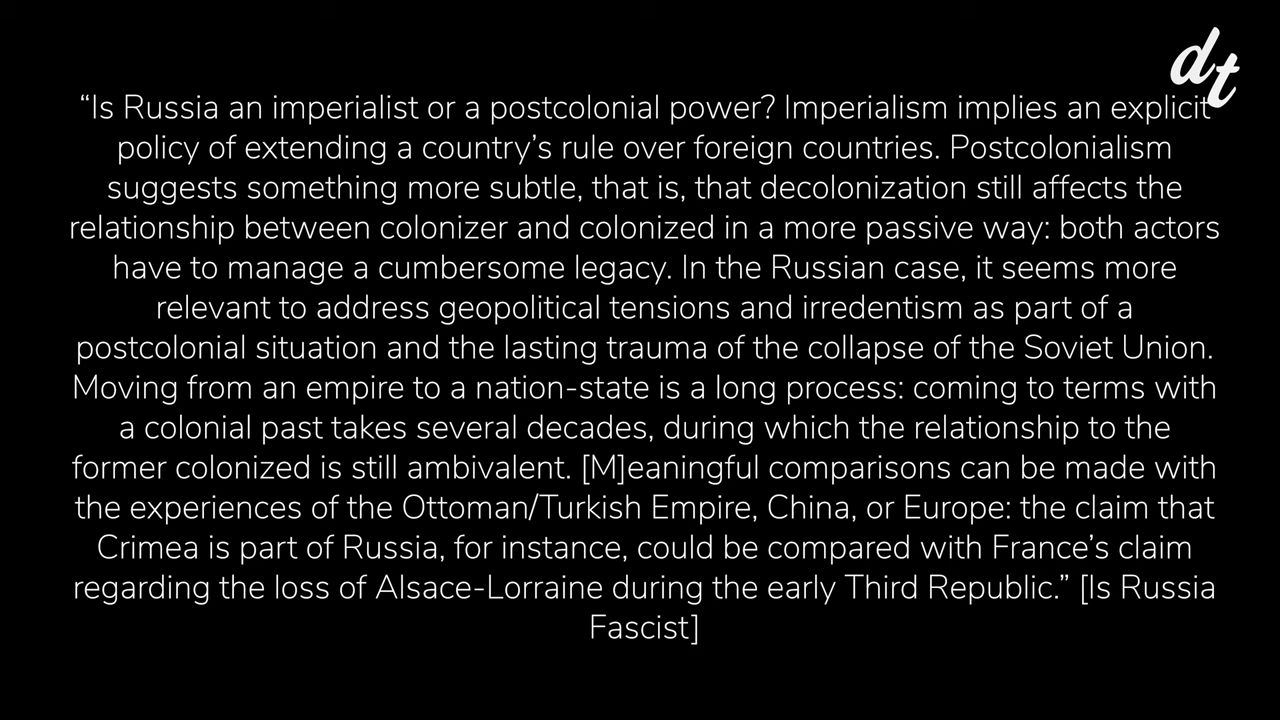 dt
“Is Russia an imperialist or a postcolonial power? Imperialism implies an explicit
policy of extending a country’s rule over foreign countries. Postcolonialism
suggests something more subtle, that is, that decolonization still affects the
relationship between colonizer and colonized in a more passive way: both actors
have to manage a cumbersome legacy. In the Russian case, it seems more
relevant to address geopolitical tensions and irredentism as part of a
postcolonial situation and the lasting trauma of the collapse of the Soviet Union.
Moving from an empire to a nation-state is a long process: coming to terms with
a colonial past takes several decades, during which the relationship to the
former colonized is still ambivalent. [M]eaningful comparisons can be made with
the experiences of the Ottoman/Turkish Empire, China, or Europe: the claim that
Crimea is part of Russia, for instance, could be compared with France’s claim
regarding the loss of Alsace-Lorraine during the early Third Republic.” [Is Russia
Fascist]